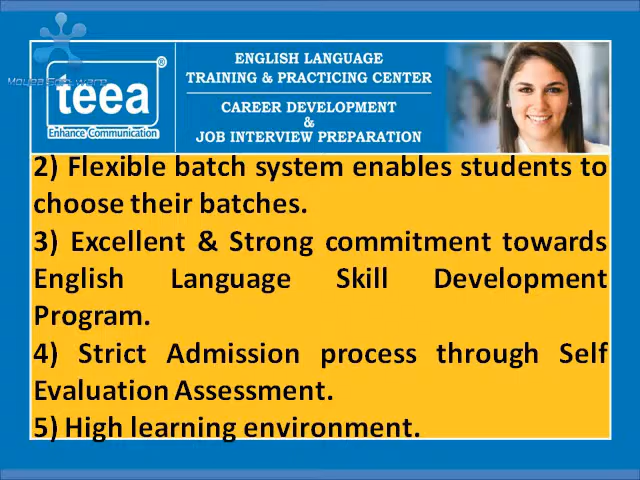 Movea Software
teea®
Enhance Communication
ENGLISH LANGUAGE
TRAINING & PRACTICING CENTER
CAREER DEVELOPMENT
&
JOB INTERVIEW PREPARATION
2) Flexible batch system enables students to
choose their batches.
3) Excellent & Strong commitment towards
English Language Skill Development
Program.
4) Strict Admission process through Self
Evaluation Assessment.
5) High learning environment.